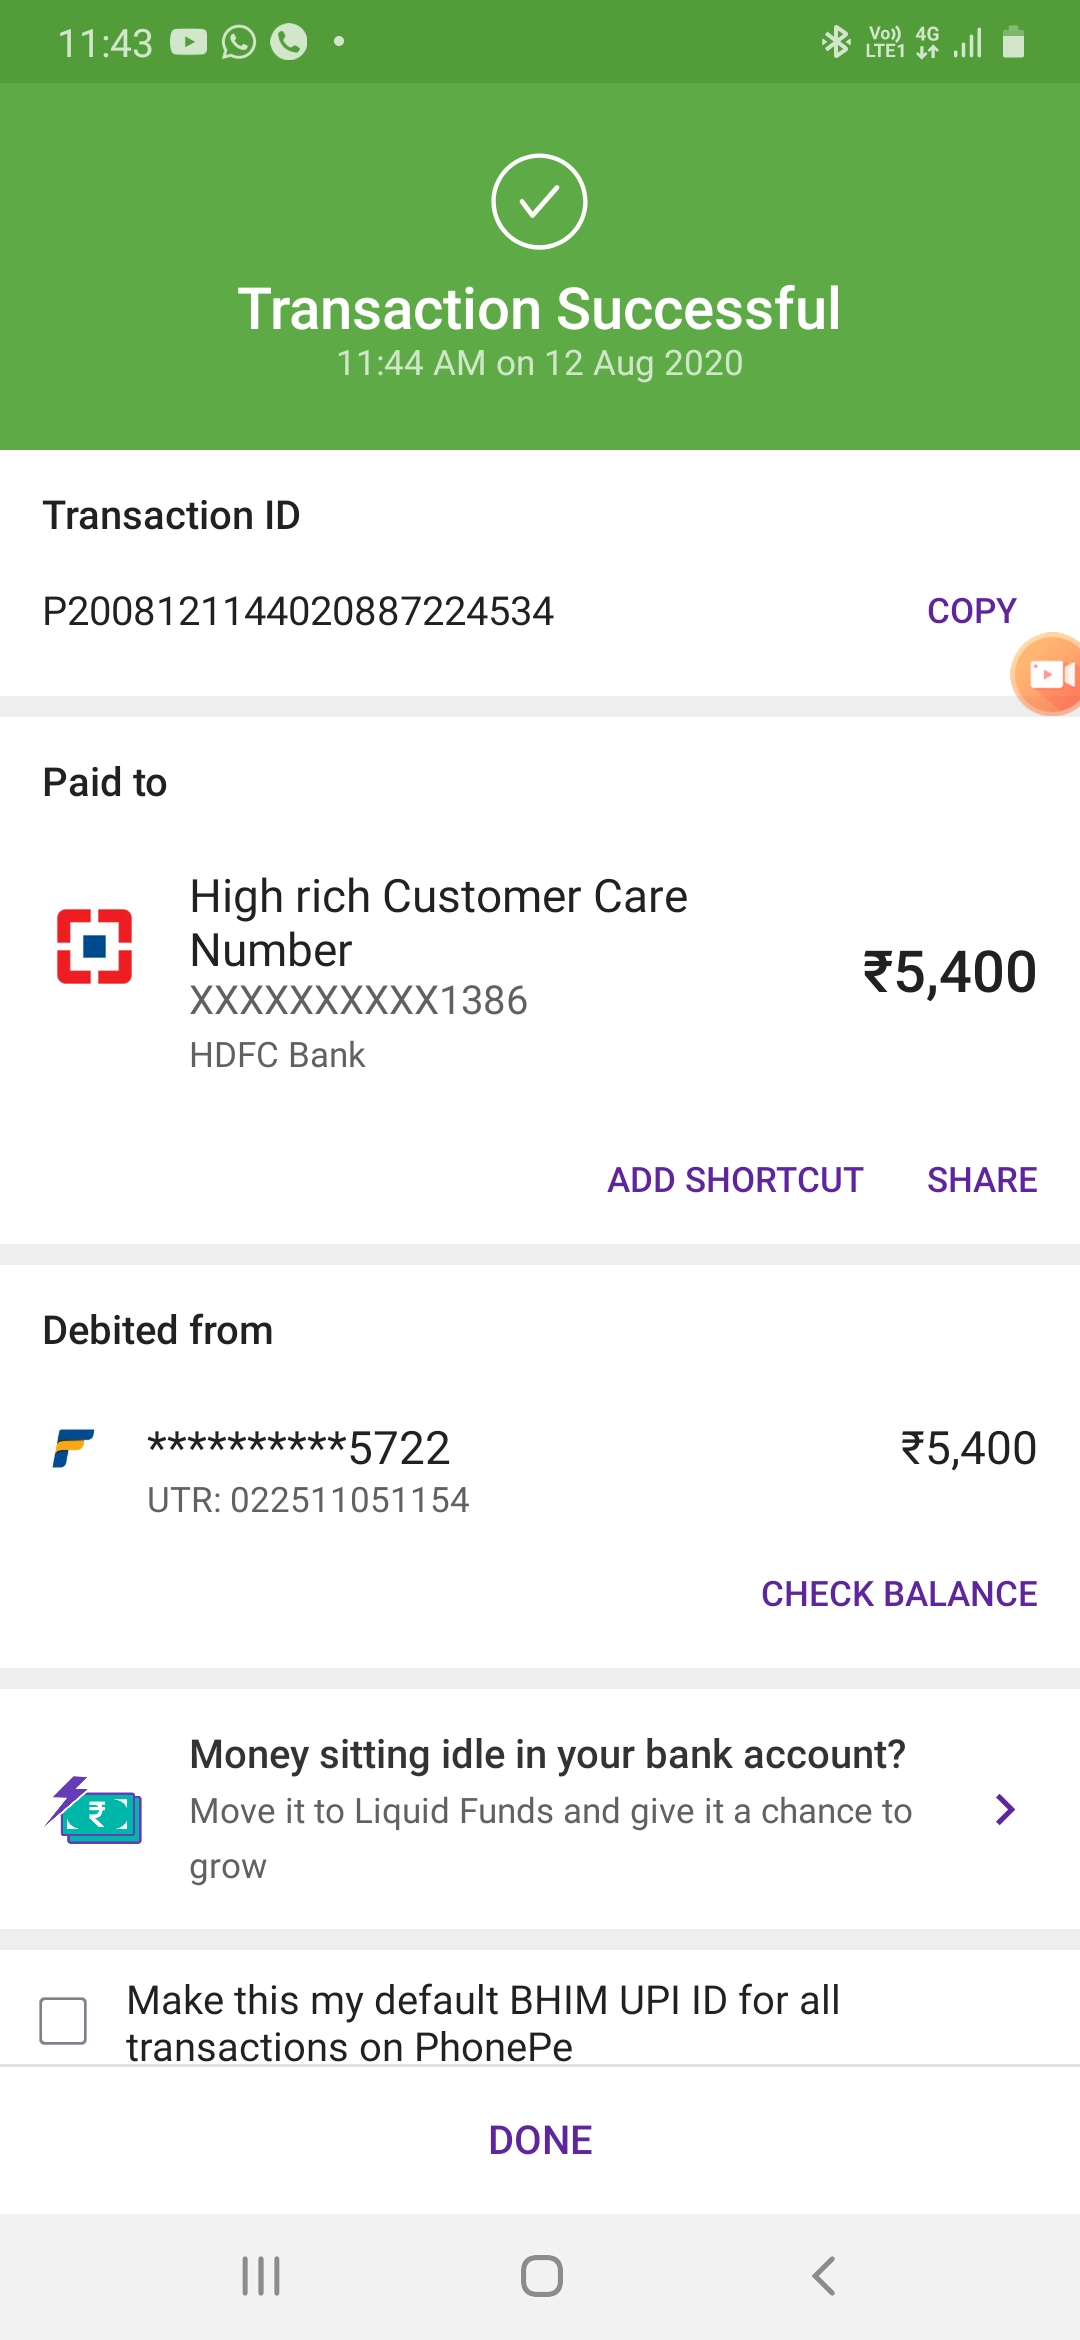 11:43
Vo)) LTE1 4G
Transaction Successful
11:44 AM on 12 Aug 2020
Transaction ID
P2008121144020887224534 COPY
Paid to
High rich Customer Care
Number
XXXXXXXXXX1386
HDFC Bank
₹5,400
ADD SHORTCUT SHARE
Debited from
**********5722 ₹5,400
UTR: 022511051154
CHECK BALANCE
Money sitting idle in your bank account?
Move it to Liquid Funds and give it a chance to
grow
Make this my default BHIM UPI ID for all
transactions on PhonePe
DONE